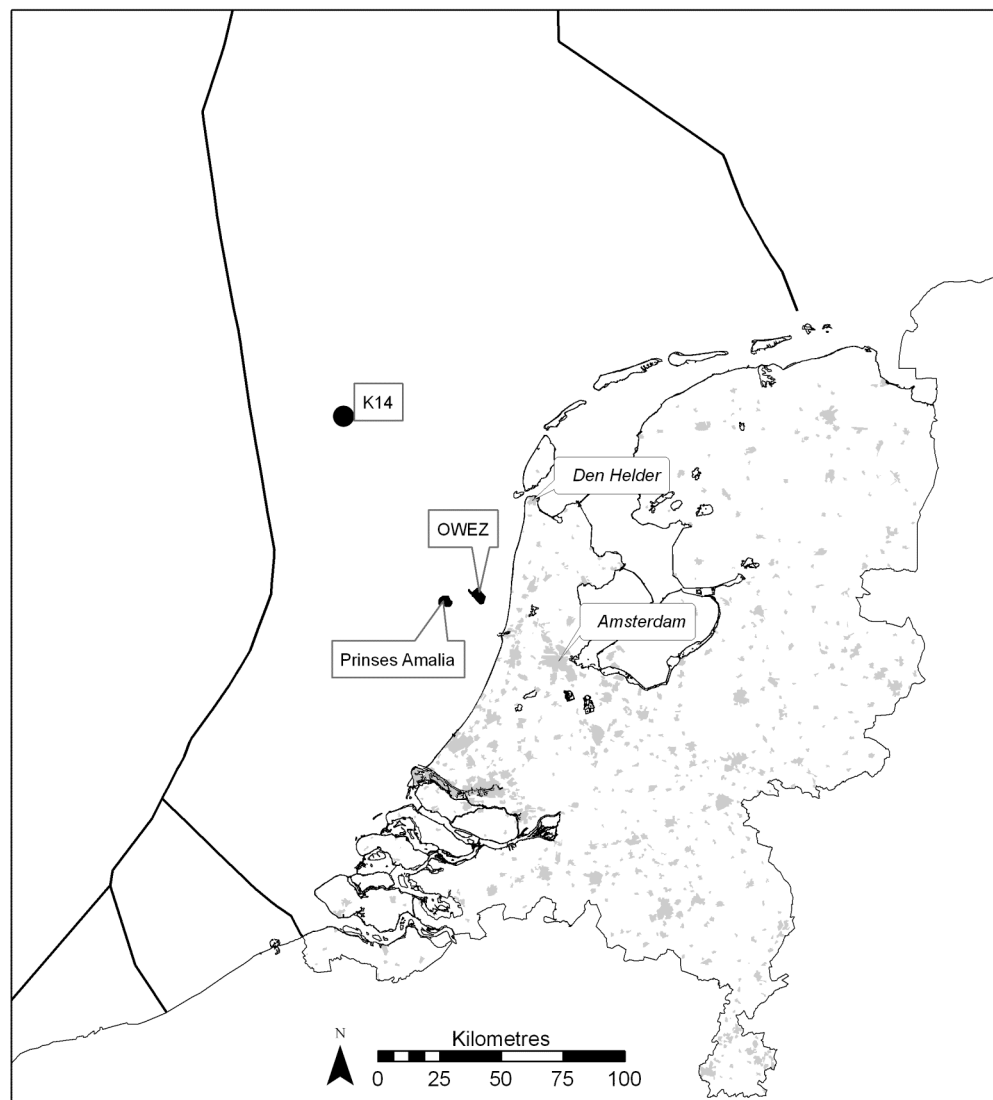 K14
Den Helder
OWEZ
Amsterdam
Prinses Amalia
N
Kilometres
0 25 50 75 100